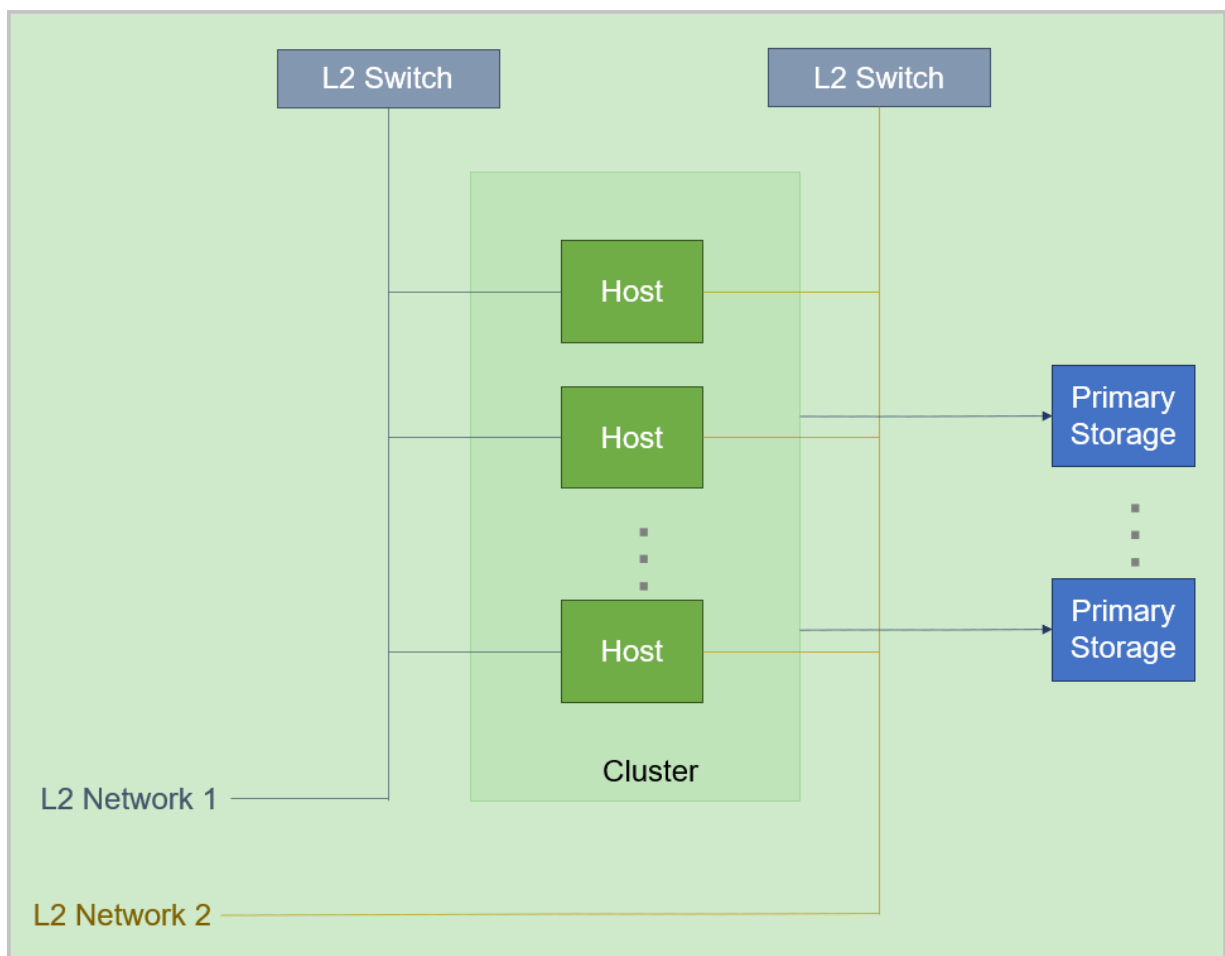 L2 Switch
L2 Switch
Host
Host
Primary
Storage
Host
Primary
Storage
Cluster
L2 Network 1
L2 Network 2